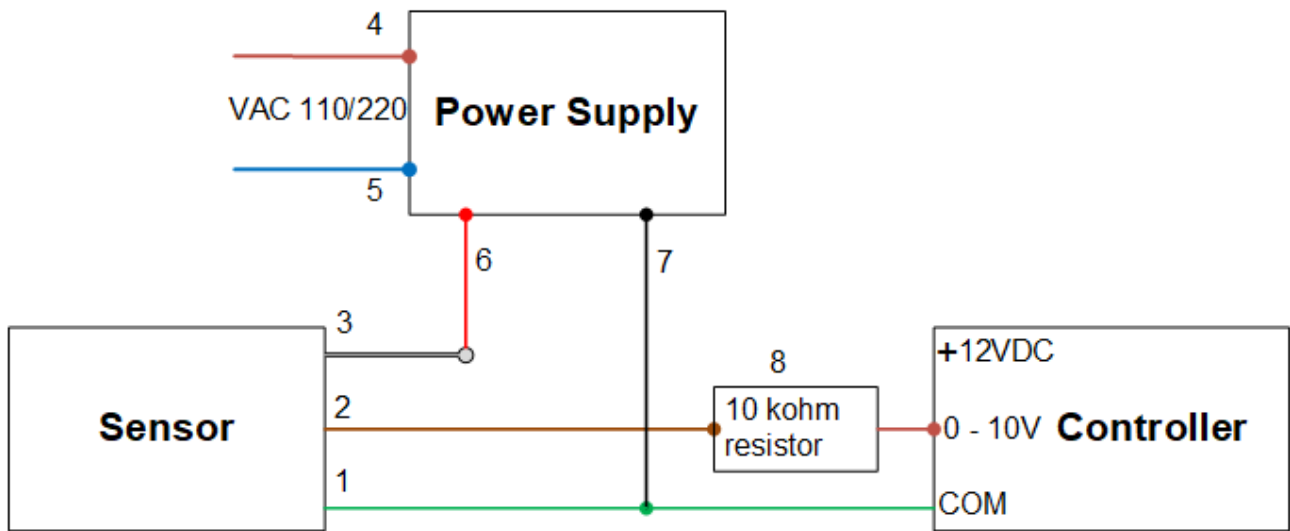 4
VAC 110/220
Power Supply
5
6
7
3
2
1
Sensor
8
10 kohm
resistor
+12VDC
0 - 10V
Controller
COM